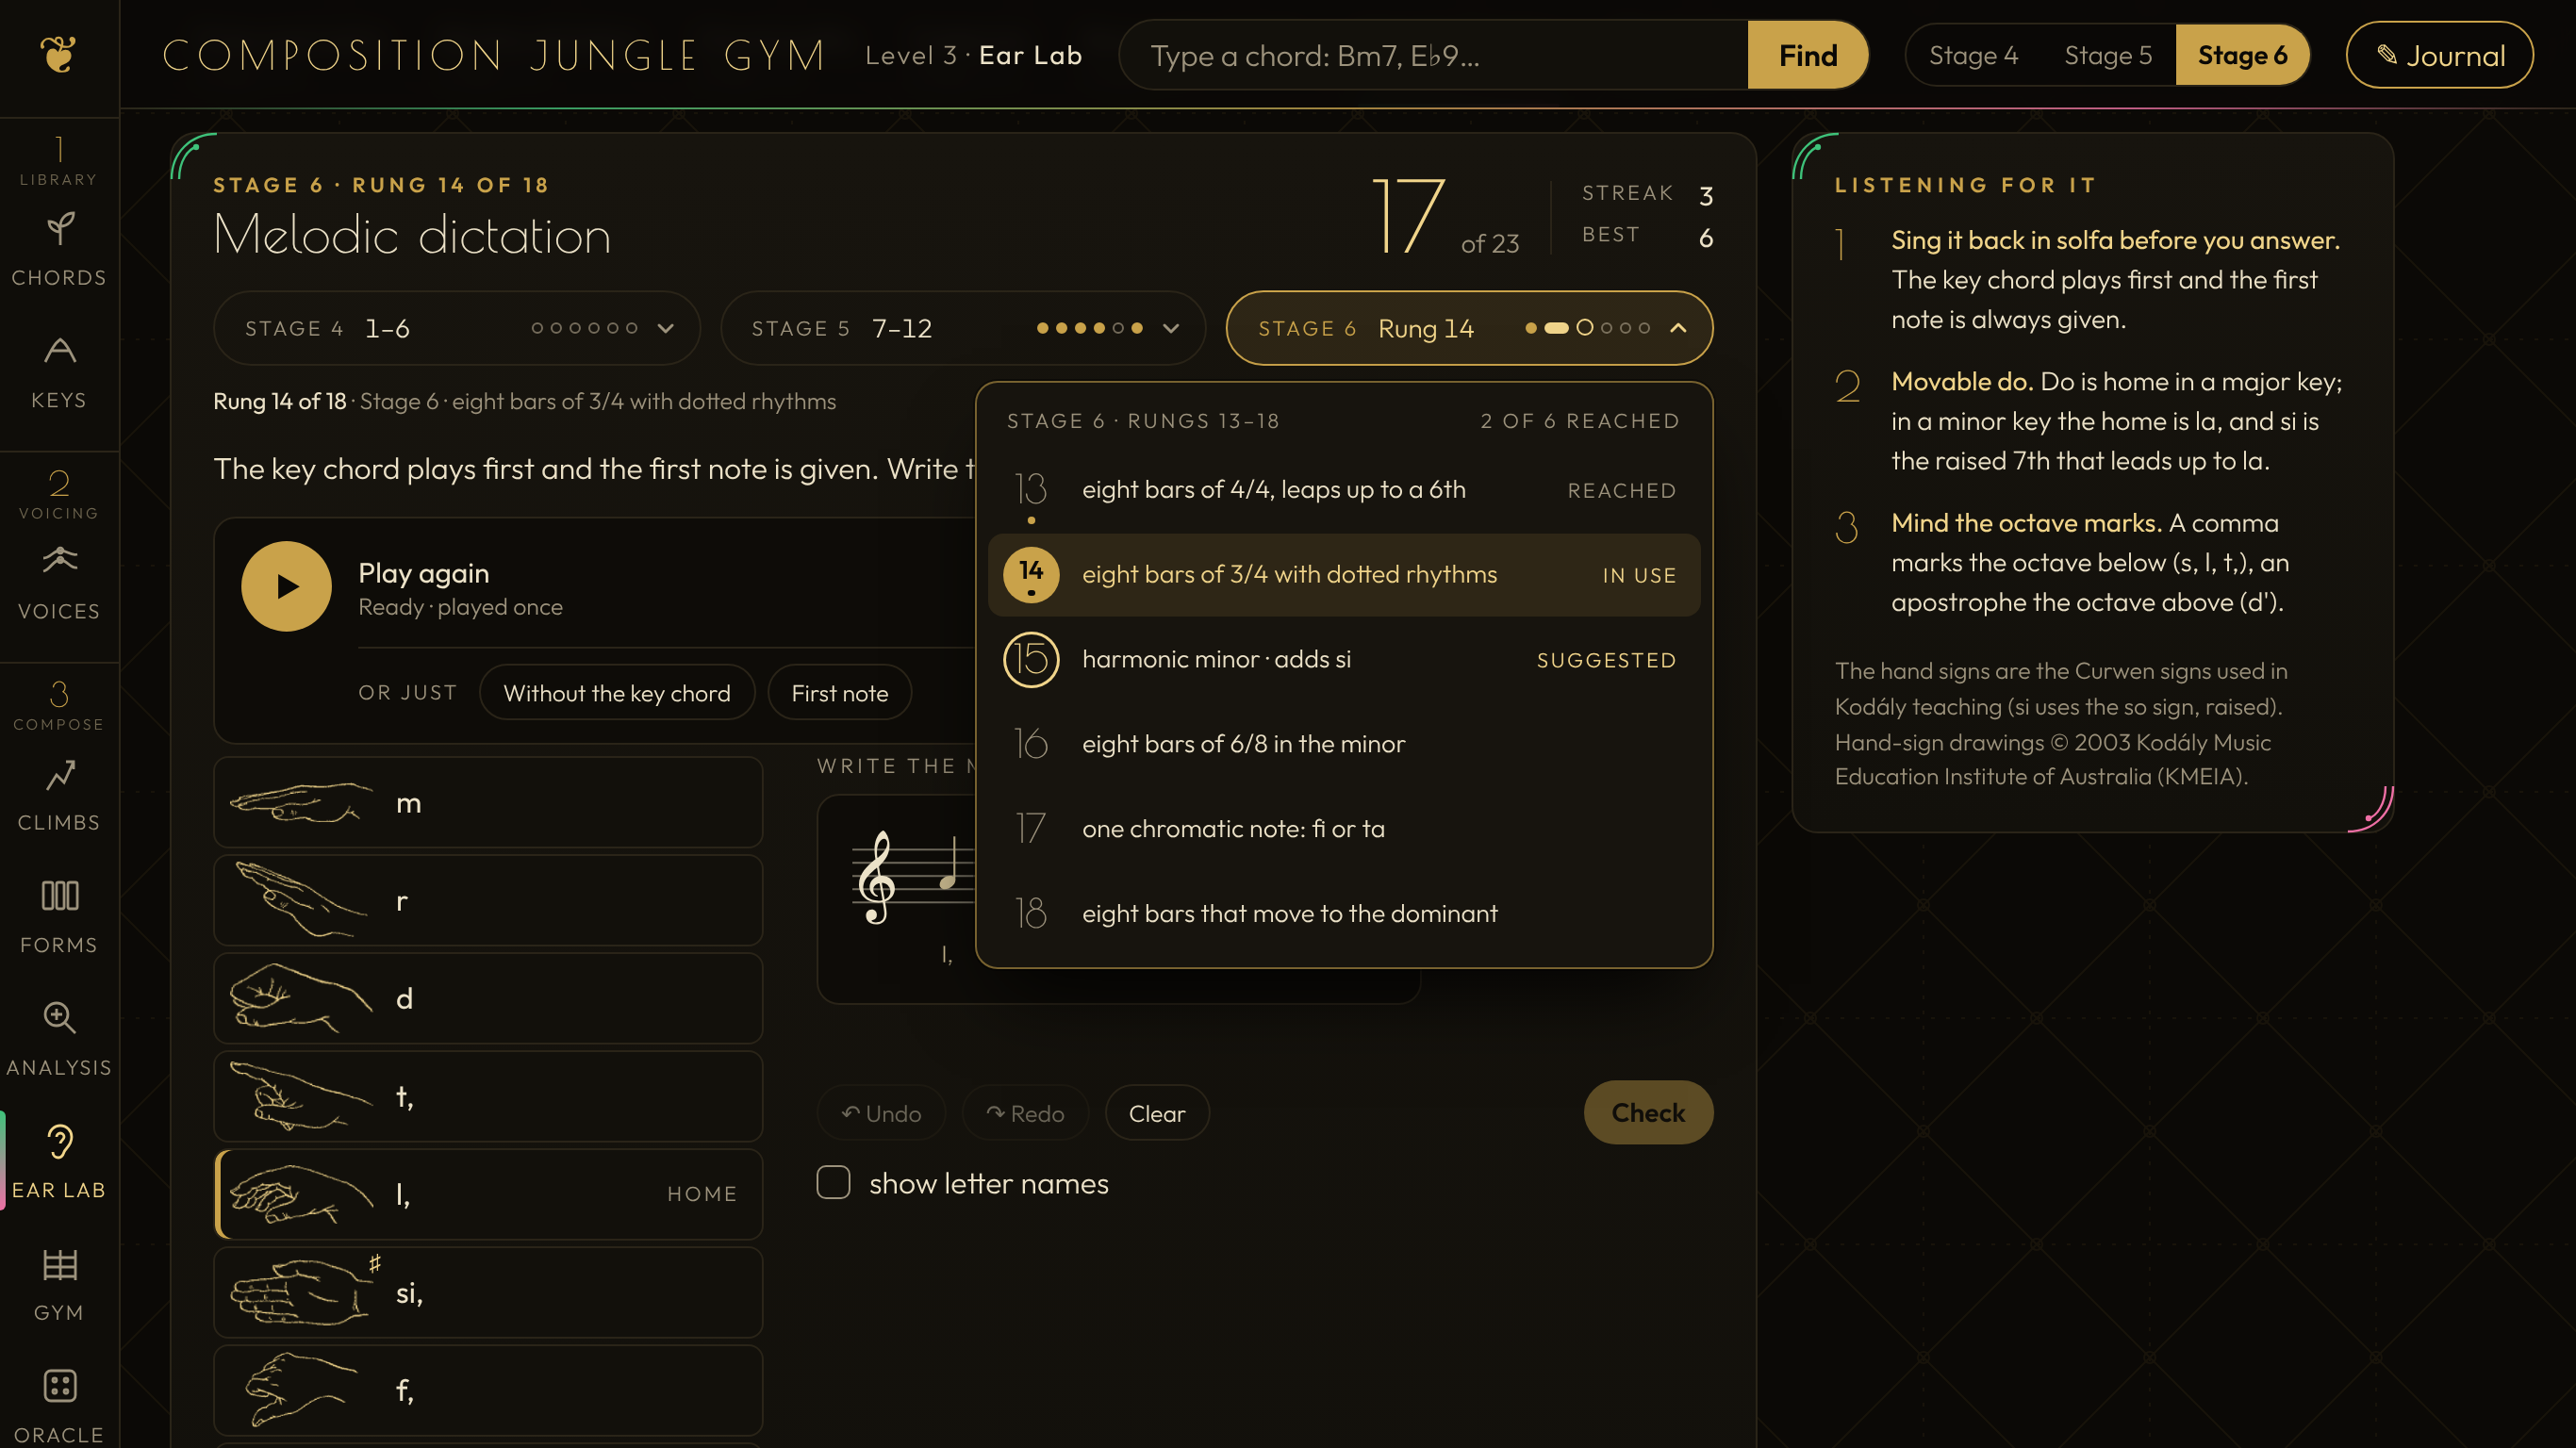 COMPOSITION JUNGLE GYM
Level 3 · Ear Lab
Type a chord: Bm7, E♭9...
Find
Stage 4
Stage 5
Stage 6
✎ Journal
1
LIBRARY
CHORDS
KEYS
2
VOICING
VOICES
3
COMPOSE
CLIMBS
FORMS
ANALYSIS
EAR LAB
GYM
ORACLE
STAGE 6 · RUNG 14 OF 18
Melodic dictation
17 of 23
STREAK 3
BEST 6
STAGE 4 1–6
STAGE 5 7–12
STAGE 6 Rung 14
Rung 14 of 18 · Stage 6 · eight bars of 3/4 with dotted rhythms
The key chord plays first and the first note is given. Write
Play again
Ready · played once
OR JUST
Without the key chord
First note
STAGE 6 · RUNGS 13–18
2 OF 6 REACHED
13 eight bars of 4/4, leaps up to a 6th REACHED
14 eight bars of 3/4 with dotted rhythms IN USE
15 harmonic minor · adds si SUGGESTED
16 eight bars of 6/8 in the minor
17 one chromatic note: fi or ta
18 eight bars that move to the dominant
m
r
d
t,
l, HOME
♯
si,
f,
WRITE THE
l,
↶ Undo
↷ Redo
Clear
Check
show letter names
LISTENING FOR IT
1
Sing it back in solfa before you answer.
The key chord plays first and the first
note is always given.
2
Movable do. Do is home in a major key;
in a minor key the home is la, and si is
the raised 7th that leads up to la.
3
Mind the octave marks. A comma
marks the octave below (s, l, t,), an
apostrophe the octave above (d').
The hand signs are the Curwen signs used in
Kodály teaching (si uses the so sign, raised).
Hand-sign drawings © 2003 Kodály Music
Education Institute of Australia (KMEIA).